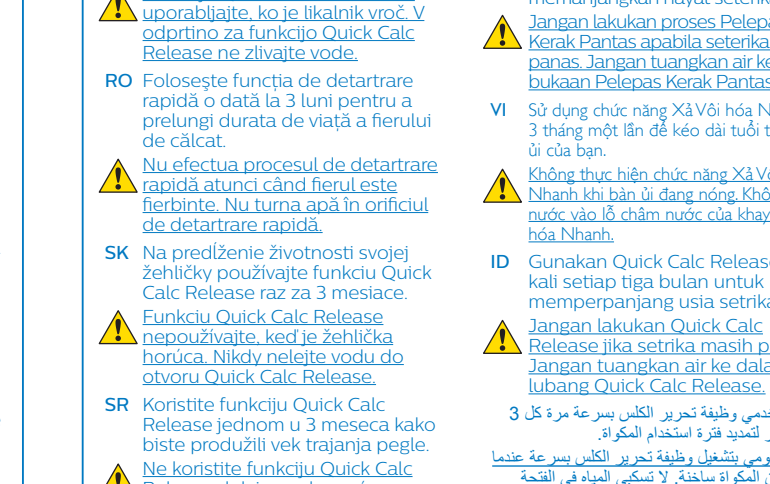 uporabljajte, ko je likalnik vroč. V
odprtino za funkcijo Quick Calc
Release ne zlivajte vode.
RO Foloseşte funcţia de detartrare
rapidă o dată la 3 luni pentru a
prelungi durata de viaţă a fierului
de călcat.
Nu efectua procesul de detartrare
rapidă atunci când fierul este
fierbinte. Nu turna apă în orificiul
de detartrare rapidă.
SK Na predĺženie životnosti svojej
žehličky používajte funkciu Quick
Calc Release raz za 3 mesiace.
Funkciu Quick Calc Release
nepoužívajte, keď je žehlička
horúca. Nikdy nelejte vodu do
otvoru Quick Calc Release.
SR Koristite funkciju Quick Calc
Release jednom u 3 meseca kako
biste produžili vek trajanja pegle.
Ne koristite funkciju Quick Calc
Jangan lakukan proses
Kerak Pantas apabila seterika
panas. Jangan tuangkan air ke
bukaan Pelepas Kerak Pantas
VI Sử dụng chức năng Xả Vôi hóa
3 tháng một lần để kéo dài tuổi
ủi của bạn.
Không thực hiện chức năng Xả
Nhanh khi bàn ủi đang nóng.
nước vào lỗ châm nước của khay
hóa Nhanh.
ID Gunakan Quick Calc Release
kali setiap tiga bulan untuk
memperpanjang usia
Jangan lakukan Quick Calc
Release jika setrika masih
Jangan tuangkan air ke
lubang Quick Calc Release.
وظيفة تحرير الكلس بسرعة مرة كل 3
لتمديد فترة استخدام المكواة.
بتشغيل وظيفة تحرير الكلس بسرعة عندما
المكواة ساخنة. لا تسكبي المياه في الفتحة